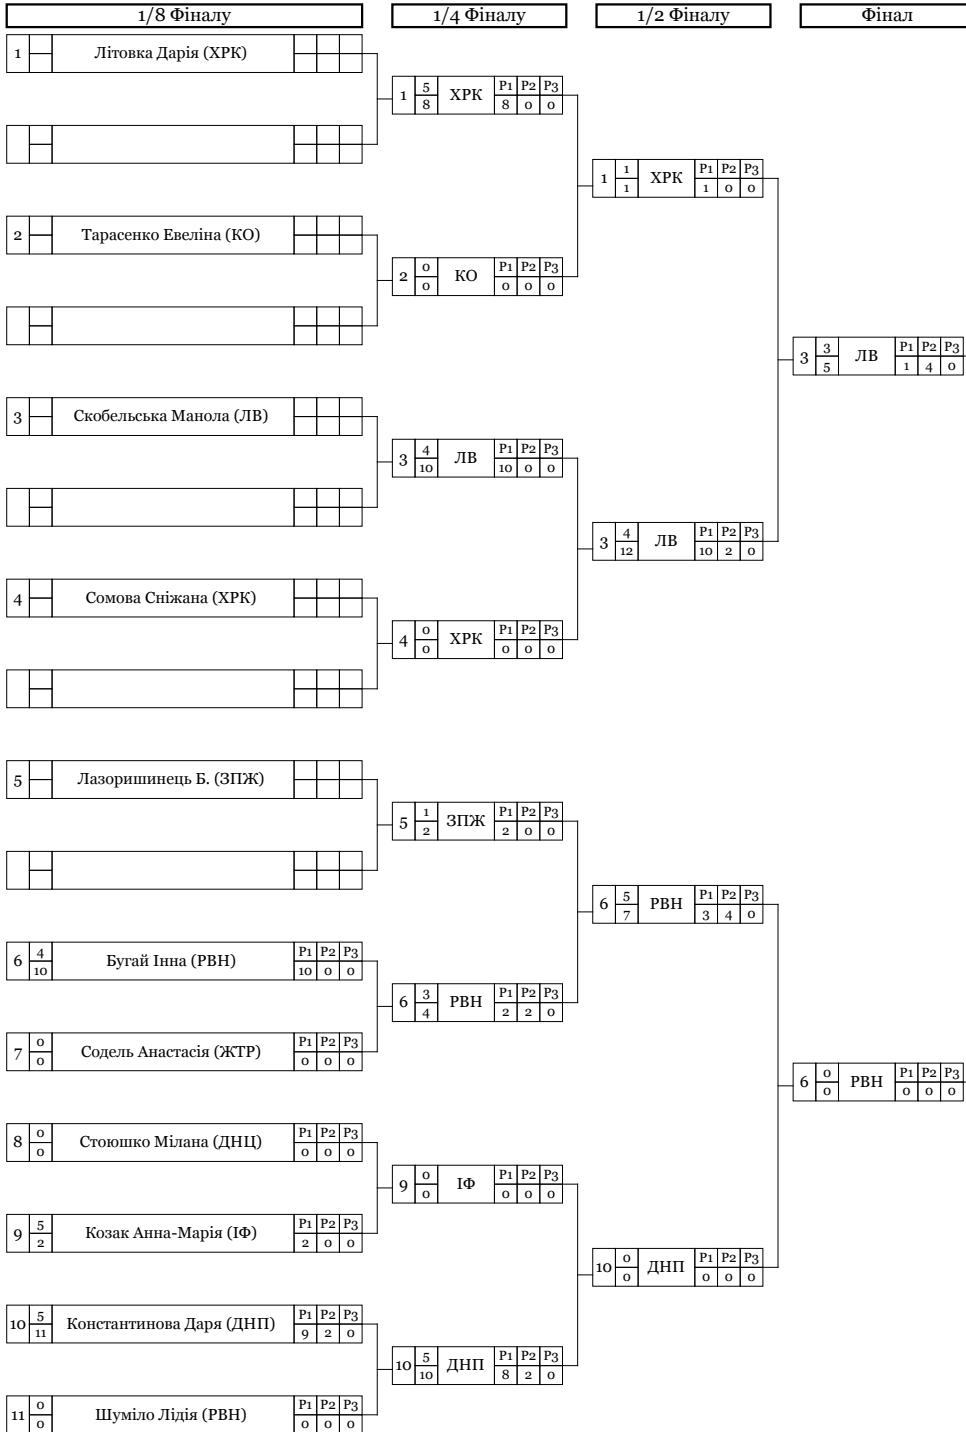 1/8 Фіналу 1/4 Фіналу 1/2 Фіналу Фінал
1 Літовка Дарія (ХРК)
1 5 8 ХРК P1 P2 P3 8 0 0
1 1 1 ХРК P1 P2 P3 1 0 0
2 Тарасенко Евеліна (КО)
2 0 0 КО P1 P2 P3 0 0 0
3 3 5 ЛВ P1 P2 P3 1 4 0
3 Скобельська Манола (ЛВ)
3 4 10 ЛВ P1 P2 P3 10 0 0
3 4 12 ЛВ P1 P2 P3 10 2 0
4 Сомова Сніжана (ХРК)
4 0 0 ХРК P1 P2 P3 0 0 0
5 Лазоришинець Б. (ЗПЖ)
5 1 2 ЗПЖ P1 P2 P3 2 0 0
6 5 7 РВН P1 P2 P3 3 4 0
6 4 10 Бугай Інна (РВН) P1 P2 P3 10 0 0
6 3 4 РВН P1 P2 P3 2 2 0
7 0 0 Содель Анастасія (ЖТР) P1 P2 P3 0 0 0
6 0 0 РВН P1 P2 P3 0 0 0
8 0 0 Стоюшко Мілана (ДНЦ) P1 P2 P3 0 0 0
9 0 0 ІФ P1 P2 P3 0 0 0
9 5 2 Козак Анна-Марія (ІФ) P1 P2 P3 2 0 0
10 0 0 ДНП P1 P2 P3 0 0 0
10 5 11 Константинова Даря (ДНП) P1 P2 P3 9 2 0
10 5 10 ДНП P1 P2 P3 8 2 0
11 0 0 Шуміло Лідія (РВН) P1 P2 P3 0 0 0